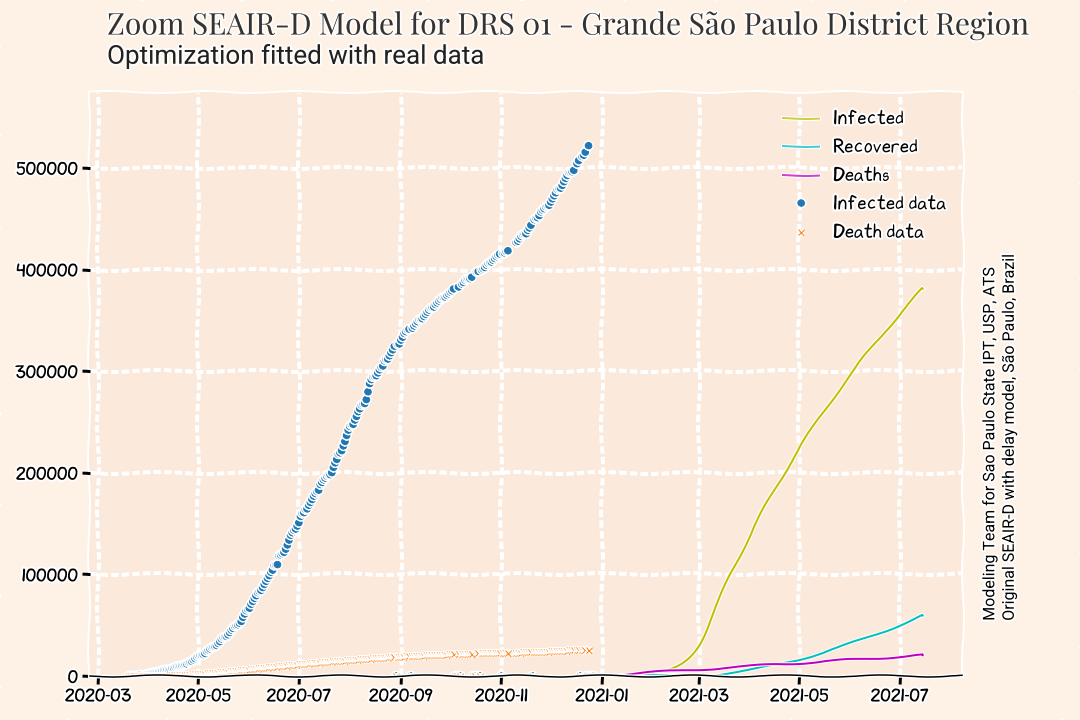 Zoom SEAIR-D Model for DRS 01 - Grande São Paulo District Region
Optimization fitted with real data
Infected
Recovered
Deaths
Infected data
Death data
500000
400000
300000
200000
100000
0
2020-03
2020-05
2020-07
2020-09
2020-11
2021-01
2021-03
2021-05
2021-07
Modeling Team for Sao Paulo State IPT, USP, ATS
Original SEAIR-D with delay model, São Paulo, Brazil